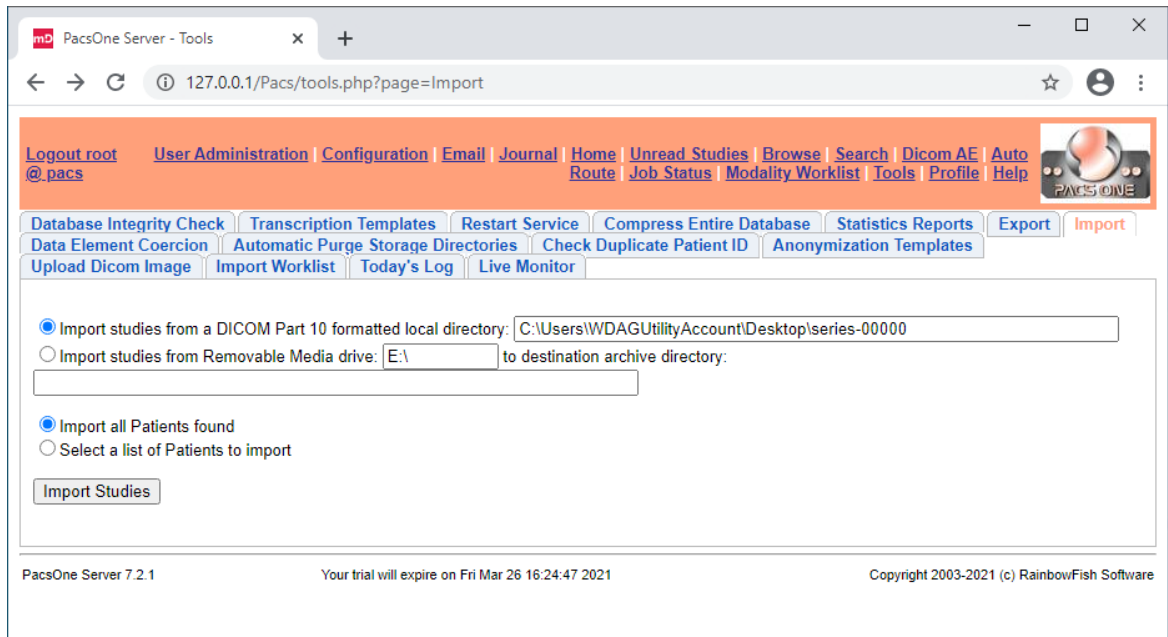 mD PacsOne Server - Tools
127.0.0.1/Pacs/tools.php?page=Import
Logout root User Administration | Configuration | Email | Journal | Home | Unread Studies | Browse | Search | Dicom AE | Auto
@ pacs Route | Job Status | Modality Worklist | Tools | Profile | Help
PACS ONE
Database Integrity Check Transcription Templates Restart Service Compress Entire Database Statistics Reports Export Import
Data Element Coercion Automatic Purge Storage Directories Check Duplicate Patient ID Anonymization Templates
Upload Dicom Image Import Worklist Today's Log Live Monitor
Import studies from a DICOM Part 10 formatted local directory: C:\Users\WDAGUtilityAccount\Desktop\series-00000
Import studies from Removable Media drive: E:\ to destination archive directory:
Import all Patients found
Select a list of Patients to import
Import Studies
PacsOne Server 7.2.1 Your trial will expire on Fri Mar 26 16:24:47 2021 Copyright 2003-2021 (c) RainbowFish Software